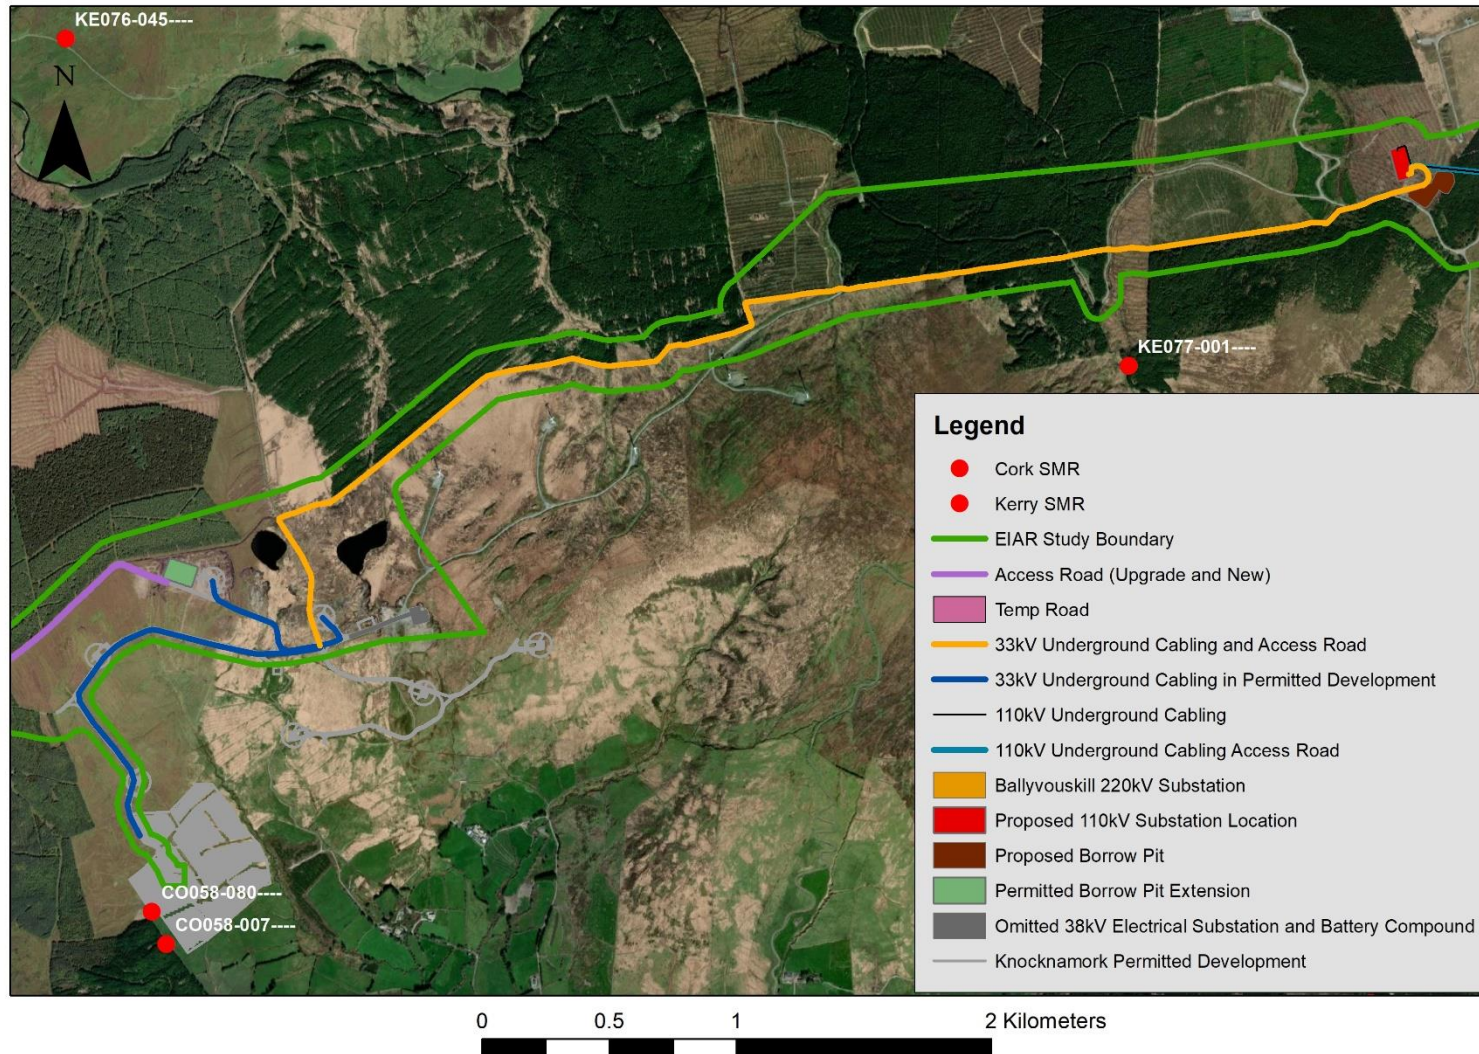 KE076-045----
N
KE077-001----
CO058-080----
CO058-007----
Legend
Cork SMR
Kerry SMR
EIAR Study Boundary
Access Road (Upgrade and New)
Temp Road
33kV Underground Cabling and Access Road
33kV Underground Cabling in Permitted Development
110kV Underground Cabling
110kV Underground Cabling Access Road
Ballyvouskill 220kV Substation
Proposed 110kV Substation Location
Proposed Borrow Pit
Permitted Borrow Pit Extension
Omitted 38kV Electrical Substation and Battery Compound
Knocknamork Permitted Development
0 0.5 1 2 Kilometers